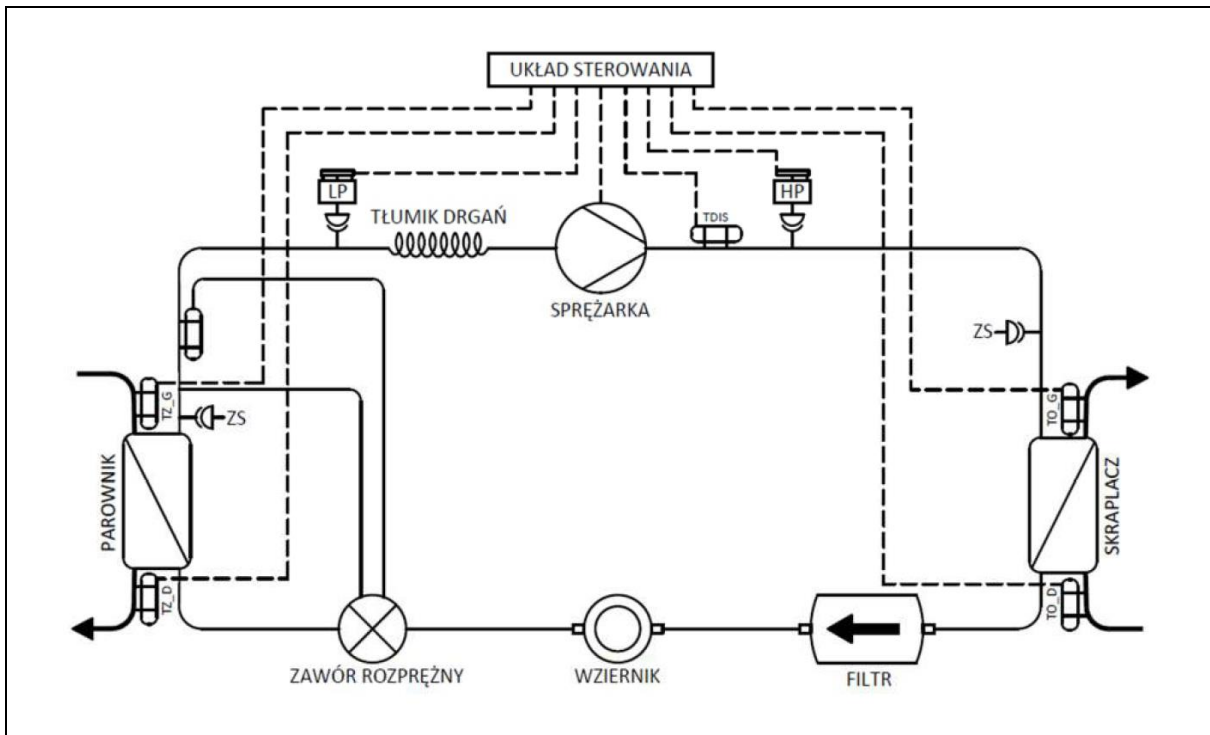 UKŁAD STEROWANIA
LP
HP
TŁUMIK DRGAŃ
TDIS
SPRĘŻARKA
ZS
TZ_G
ZS
TO_G
PAROWNIK
SKRAPLACZ
TZ_D
TO_D
ZAWÓR ROZPRĘŻNY
WZIERNIK
FILTR